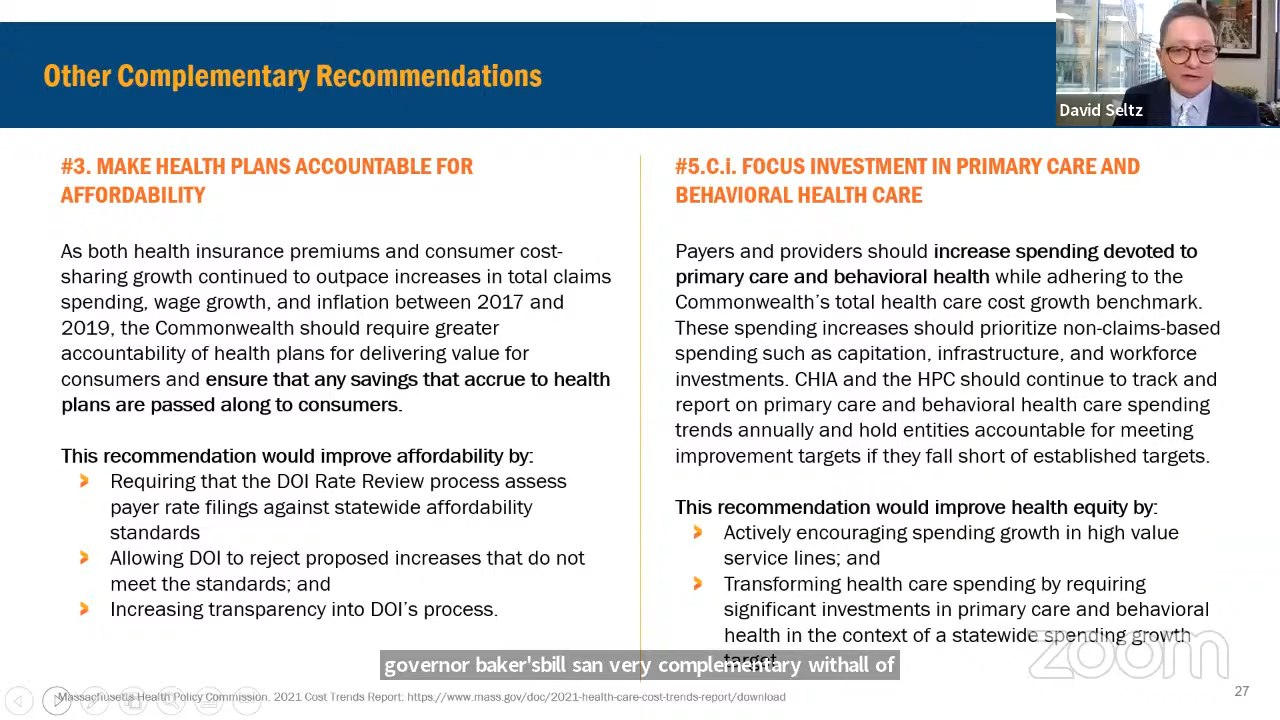 Other Complementary Recommendations
David Seltz
#3. MAKE HEALTH PLANS ACCOUNTABLE FOR
AFFORDABILITY
As both health insurance premiums and consumer cost-
sharing growth continued to outpace increases in total claims
spending, wage growth, and inflation between 2017 and
2019, the Commonwealth should require greater
accountability of health plans for delivering value for
consumers and ensure that any savings that accrue to health
plans are passed along to consumers.
This recommendation would improve affordability by:
Requiring that the DOI Rate Review process assess
payer rate filings against statewide affordability
standards
Allowing DOI to reject proposed increases that do not
meet the standards; and
Increasing transparency into DOI's process.
#5.C.i. FOCUS INVESTMENT IN PRIMARY CARE AND
BEHAVIORAL HEALTH CARE
Payers and providers should increase spending devoted to
primary care and behavioral health while adhering to the
Commonwealth's total health care cost growth benchmark.
These spending increases should prioritize non-claims-based
spending such as capitation, infrastructure, and workforce
investments. CHIA and the HPC should continue to track and
report on primary care and behavioral health care spending
trends annually and hold entities accountable for meeting
improvement targets if they fall short of established targets.
This recommendation would improve health equity by:
Actively encouraging spending growth in high value
service lines; and
Transforming health care spending by requiring
significant investments in primary care and behavioral
health in the context of a statewide spending growth
target
governor baker'sbill san very complementary withall of
zoom
Massachusetts Health Policy Commission. 2021 Cost Trends Report: https://www.mass.gov/doc/2021-health-care-cost-trends-report/download
27